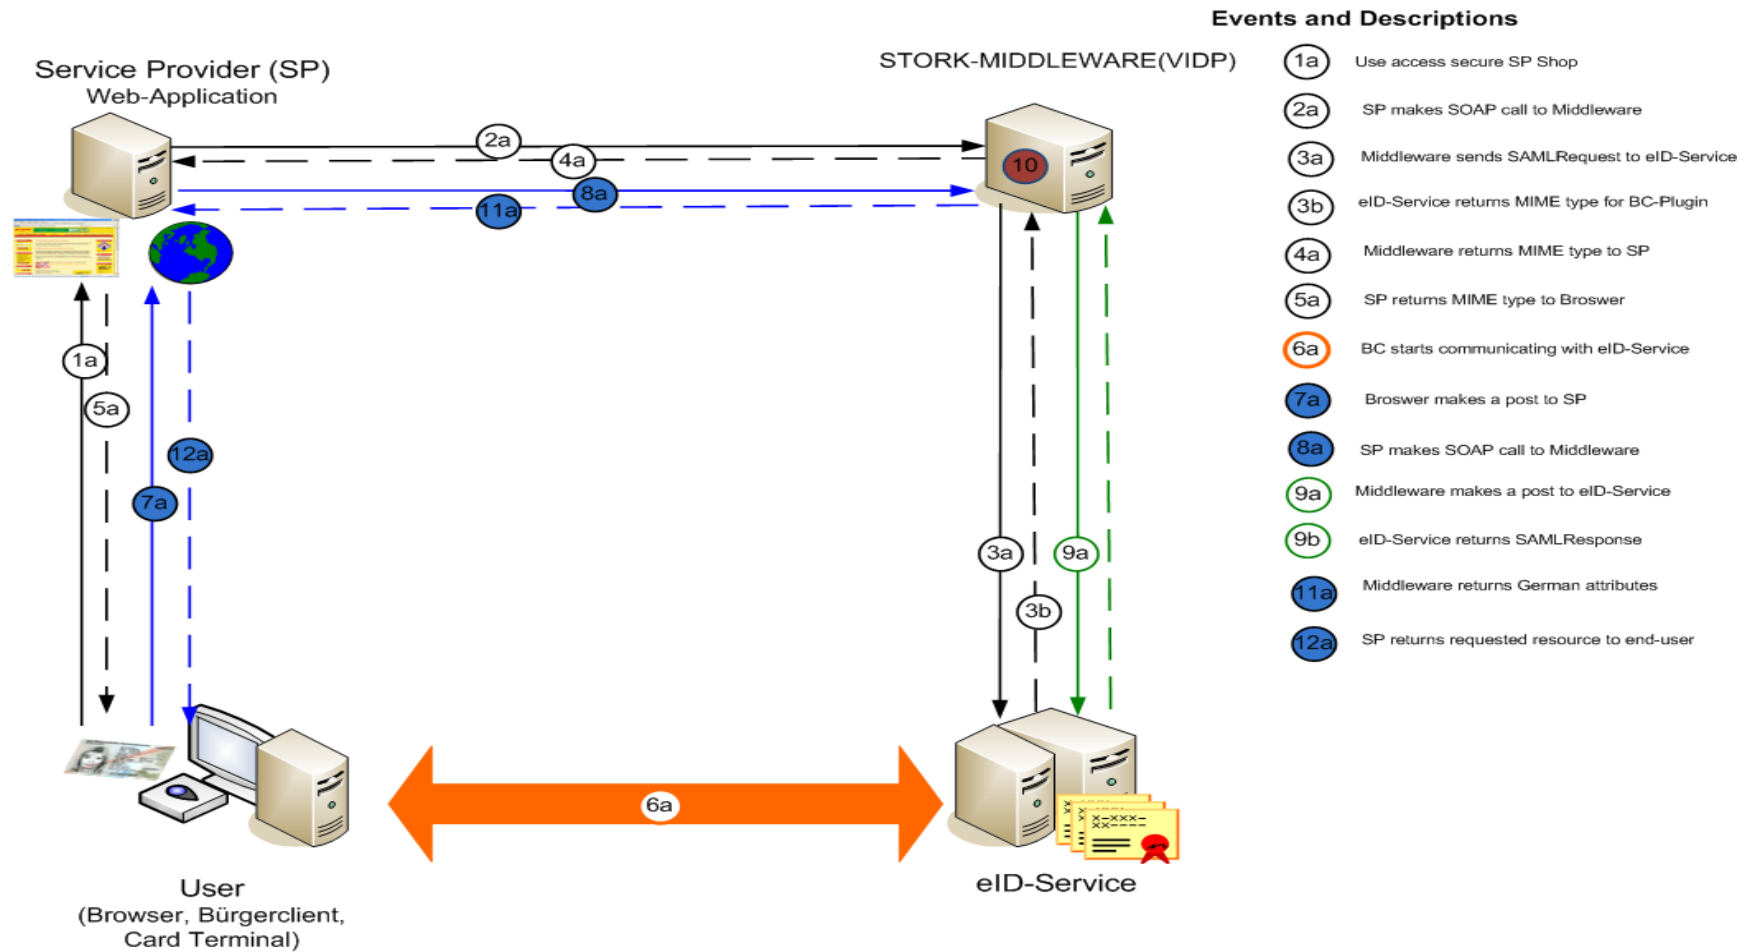 Events and Descriptions
Service Provider (SP)
Web-Application
STORK-MIDDLEWARE(VIDP)
1a Use access secure SP Shop
2a SP makes SOAP call to Middleware
3a Middleware sends SAMLRequest to eID-Service
3b eID-Service returns MIME type for BC-Plugin
4a Middleware returns MIME type to SP
5a SP returns MIME type to Broswer
6a BC starts communicating with eID-Service
7a Broswer makes a post to SP
8a SP makes SOAP call to Middleware
9a Middleware makes a post to eID-Service
9b eID-Service returns SAMLResponse
11a Middleware returns German attributes
12a SP returns requested resource to end-user
2a
4a
10
8a
11a
1a
5a
12a
7a
3a
9a
3b
6a
User
(Browser, Bürgerclient,
Card Terminal)
eID-Service